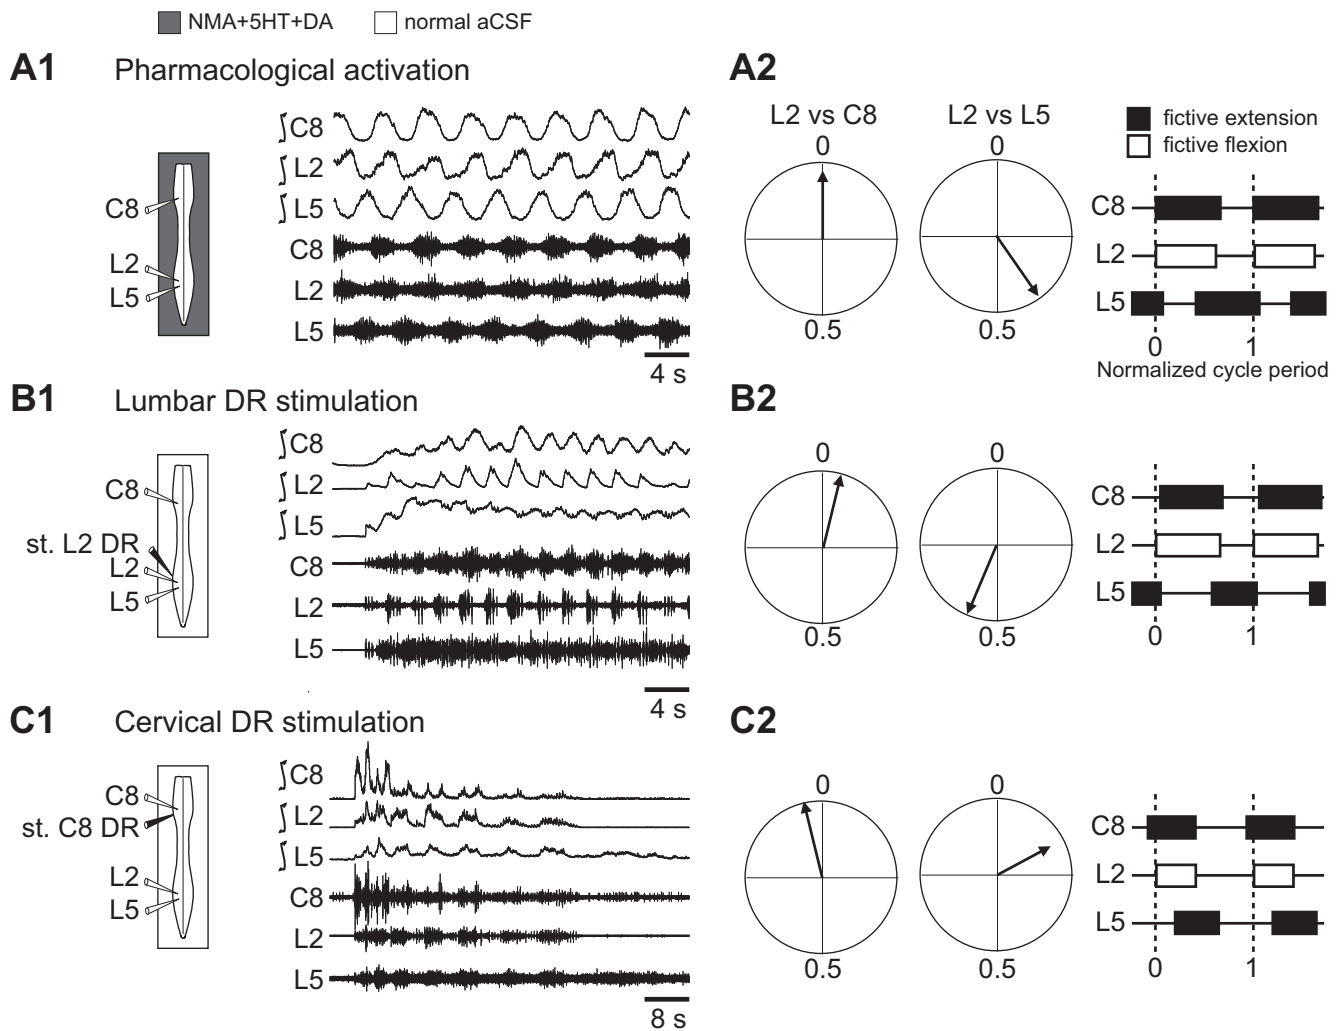 NMA+5HT+DA normal aCSF
A1 Pharmacological activation
C8
L2
L5
C8
L2
L5
C8
L2
L5
4 s
A2
L2 vs C8 L2 vs L5
0 0
0.5 0.5
fictive extension
fictive flexion
C8
L2
L5
0 1
Normalized cycle period
B1 Lumbar DR stimulation
C8
st. L2 DR
L2
L5
C8
L2
L5
C8
L2
L5
4 s
B2
0 0
0.5 0.5
C8
L2
L5
0 1
C1 Cervical DR stimulation
C8
st. C8 DR
L2
L5
C8
L2
L5
C8
L2
L5
8 s
C2
0 0
0.5 0.5
C8
L2
L5
0 1